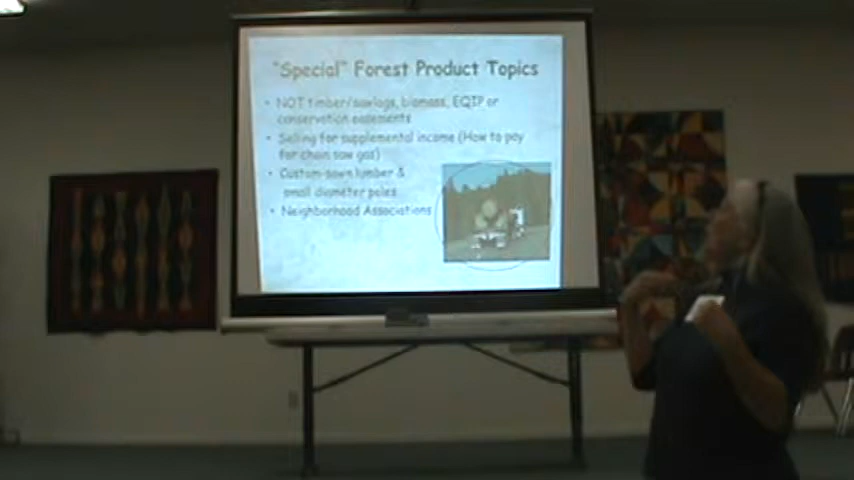 "Special" Forest Product Topics
• NOT timber/sawlogs, biomass, EQIP or
conservation easements
• Selling for supplemental income (How to pay
for chain saw gas)
• Custom-sawn lumber &
small diameter poles
• Neighborhood Associations